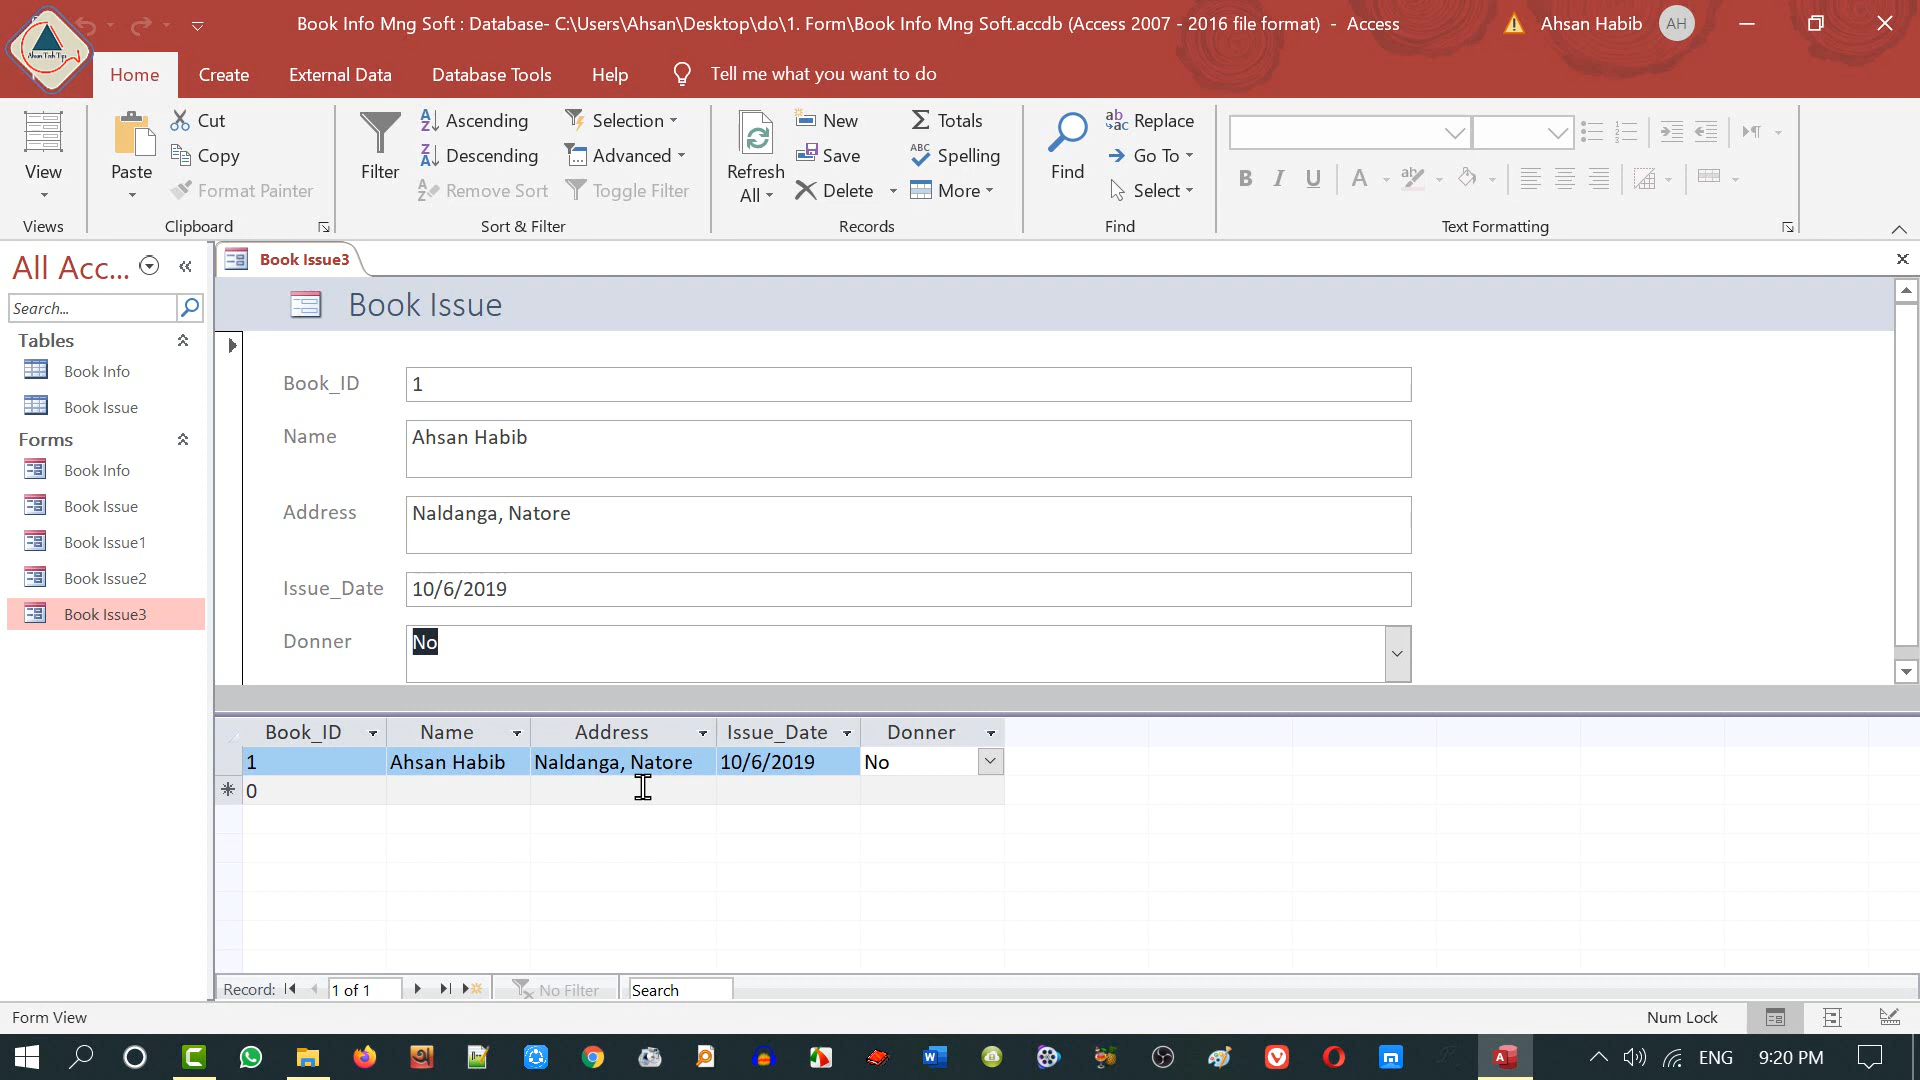 Book Info Mng Soft : Database- C:\Users\Ahsan\Desktop\do\1. Form\Book Info Mng Soft.accdb (Access 2007 - 2016 file format) - Access
Ahsan Habib AH
Ahsan Tech Tips
Home Create External Data Database Tools Help Tell me what you want to do
Cut
Copy
Format Painter
View
Paste
Views
Clipboard
Filter
Ascending
Descending
Remove Sort
Selection
Advanced
Toggle Filter
Sort & Filter
Refresh
All
New
Save
Delete
Totals
Spelling
More
Records
Find
Replace
Go To
Select
Find
B I U A
Text Formatting
All Acc...
Search...
Tables
Book Info
Book Issue
Forms
Book Info
Book Issue
Book Issue1
Book Issue2
Book Issue3
Book Issue3
Book Issue
Book_ID 1
Name Ahsan Habib
Address Naldanga, Natore
Issue_Date 10/6/2019
Donner No
Book_ID Name Address Issue_Date Donner
1 Ahsan Habib Naldanga, Natore 10/6/2019 No
0
Record: 1 of 1 No Filter Search
Form View Num Lock
ENG 9:20 PM